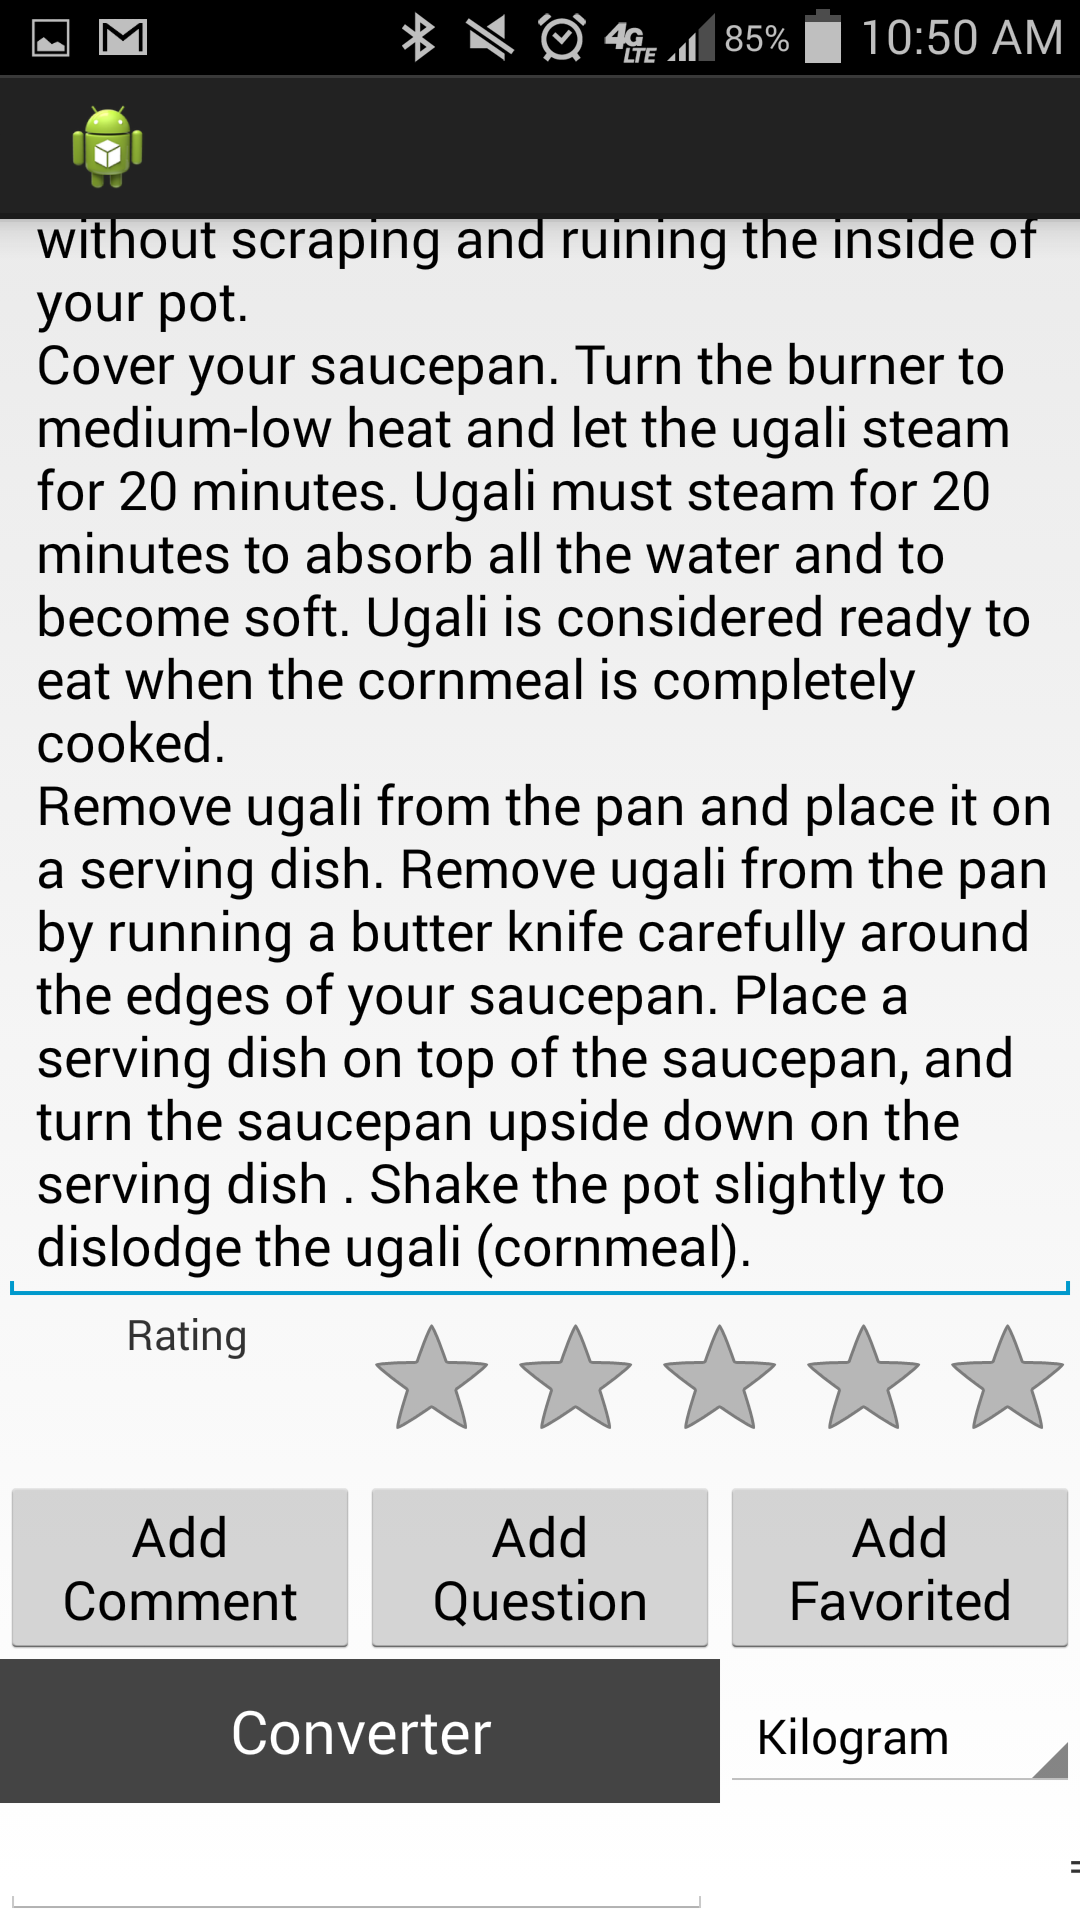 4G LTE 85% 10:50 AM
without scraping and ruining the inside of
your pot.
Cover your saucepan. Turn the burner to
medium-low heat and let the ugali steam
for 20 minutes. Ugali must steam for 20
minutes to absorb all the water and to
become soft. Ugali is considered ready to
eat when the cornmeal is completely
cooked.
Remove ugali from the pan and place it on
a serving dish. Remove ugali from the pan
by running a butter knife carefully around
the edges of your saucepan. Place a
serving dish on top of the saucepan, and
turn the saucepan upside down on the
serving dish . Shake the pot slightly to
dislodge the ugali (cornmeal).
Rating
Add
Comment
Add
Question
Add
Favorited
Converter
Kilogram
=